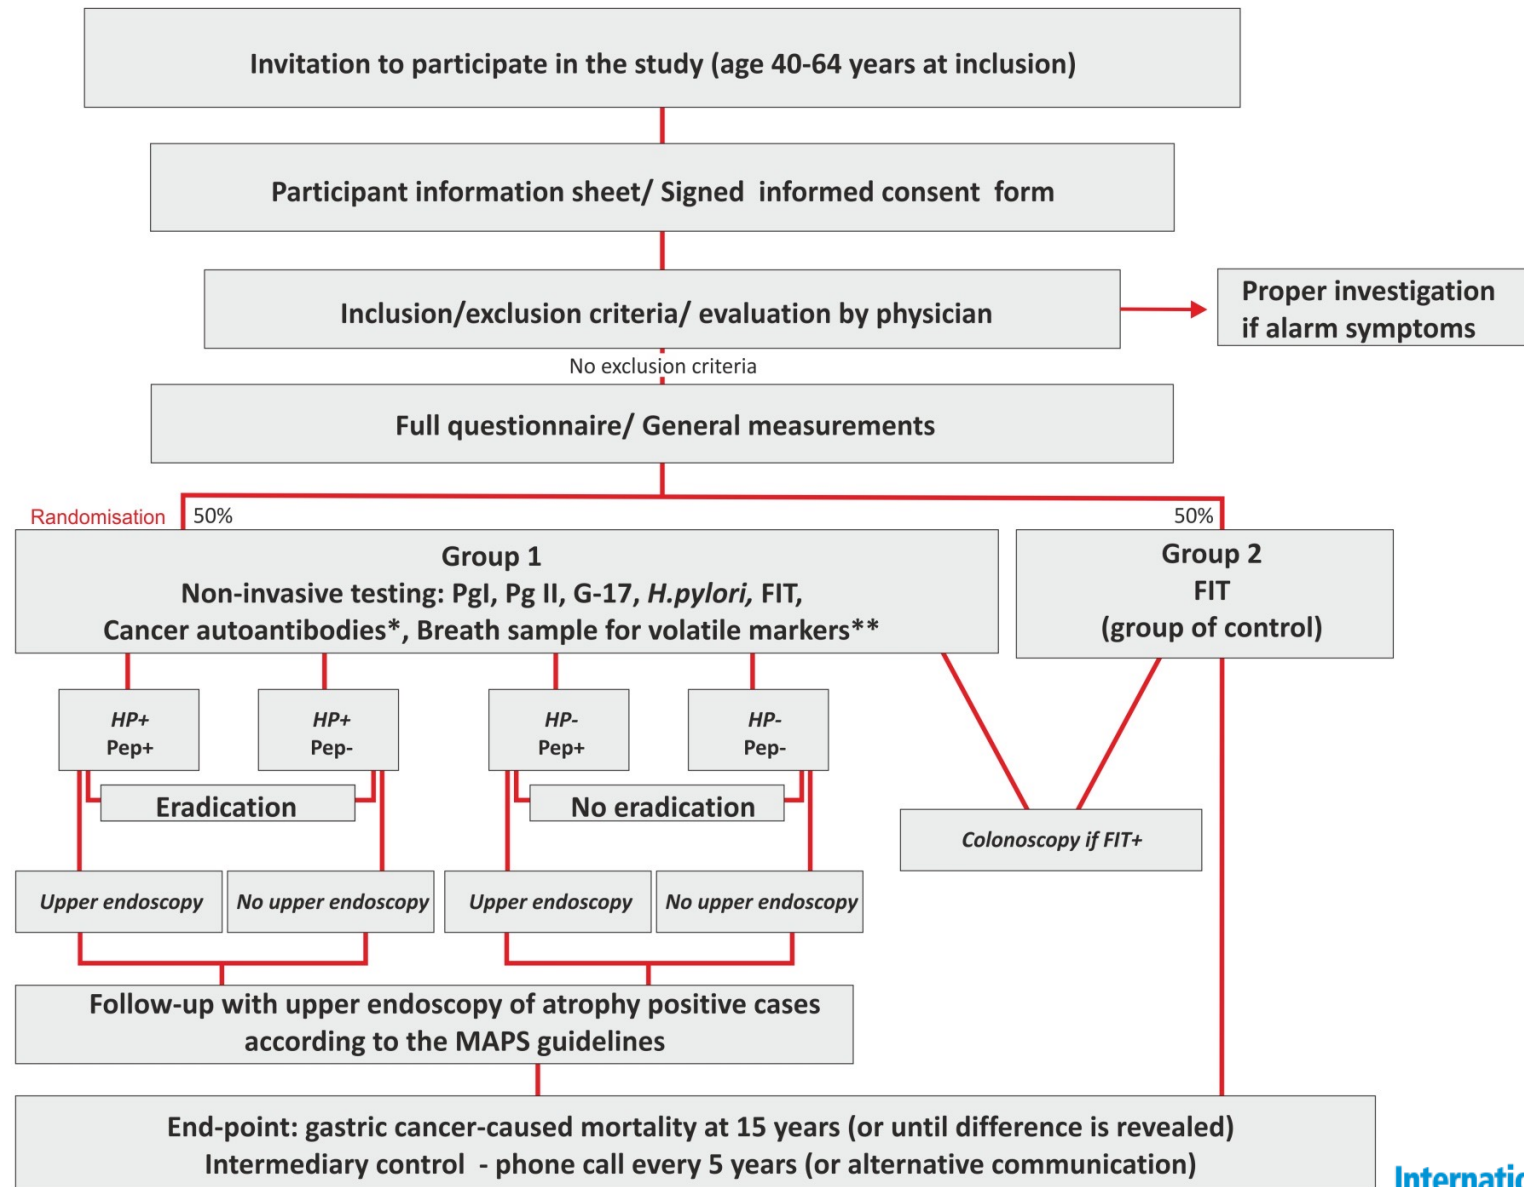 Invitation to participate in the study (age 40-64 years at inclusion)
Participant information sheet/ Signed informed consent form
Inclusion/exclusion criteria/ evaluation by physician
Proper investigation
if alarm symptoms
No exclusion criteria
Full questionnaire/ General measurements
Randomisation
50%
50%
Group 1
Non-invasive testing: PgI, Pg II, G-17, H.pylori, FIT,
Cancer autoantibodies*, Breath sample for volatile markers**
Group 2
FIT
(group of control)
HP+
Pep+
HP+
Pep-
HP-
Pep+
HP-
Pep-
Eradication
No eradication
Colonoscopy if FIT+
Upper endoscopy
No upper endoscopy
Upper endoscopy
No upper endoscopy
Follow-up with upper endoscopy of atrophy positive cases
according to the MAPS guidelines
End-point: gastric cancer-caused mortality at 15 years (or until difference is revealed)
Intermediary control - phone call every 5 years (or alternative communication)